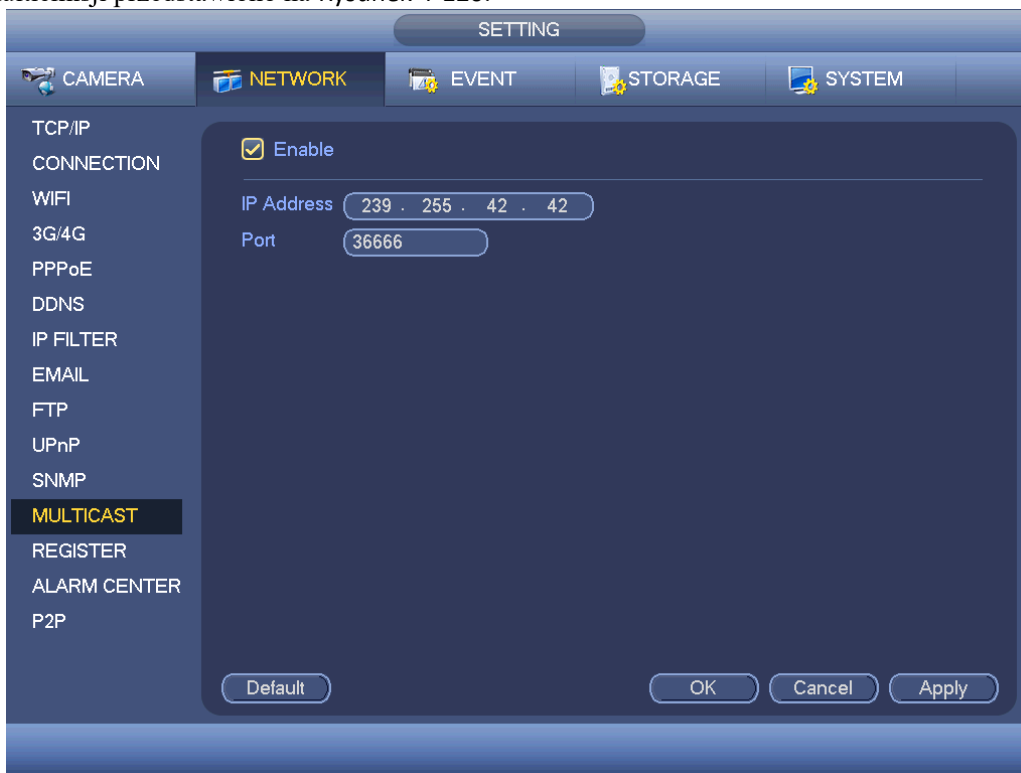 SETTING
CAMERA NETWORK EVENT STORAGE SYSTEM
TCP/IP
CONNECTION
WIFI
3G/4G
PPPoE
DDNS
IP FILTER
EMAIL
FTP
UPnP
SNMP
MULTICAST
REGISTER
ALARM CENTER
P2P
Enable
IP Address 239 . 255 . 42 . 42
Port 36666
Default OK Cancel Apply